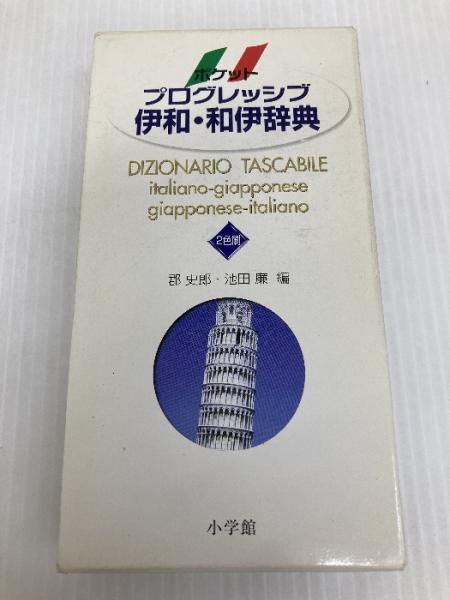 ポケット
プログレッシブ
伊和・和伊辞典
DIZIONARIO TASCABILE
italiano-giapponese
giapponese-italiano
2色刷
郡 史郎・池田 廉 編
小学館